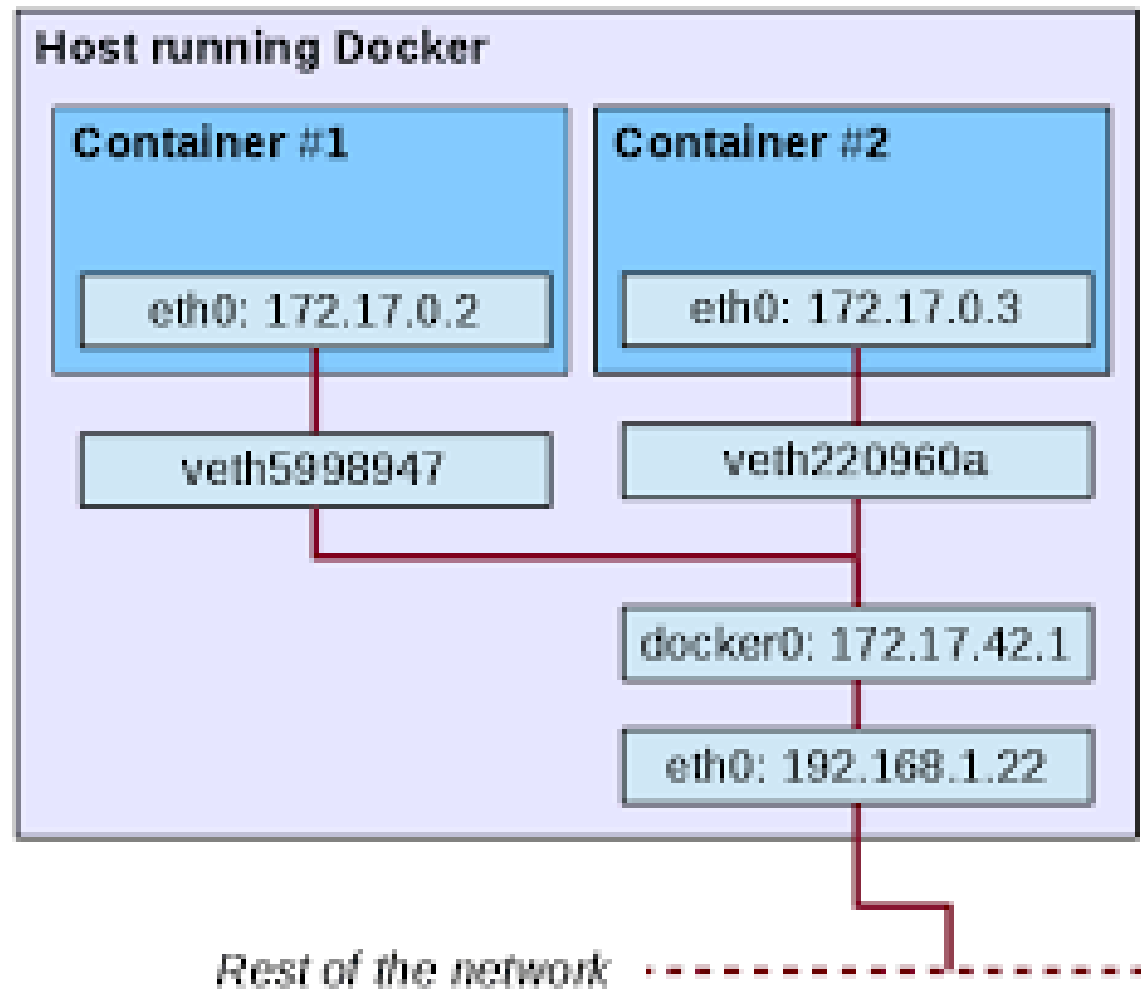 Host running Docker
Container #1
Container #2
eth0: 172.17.0.2
eth0: 172.17.0.3
veth5998947
veth220960a
docker0: 172.17.42.1
eth0: 192.168.1.22
Rest of the network